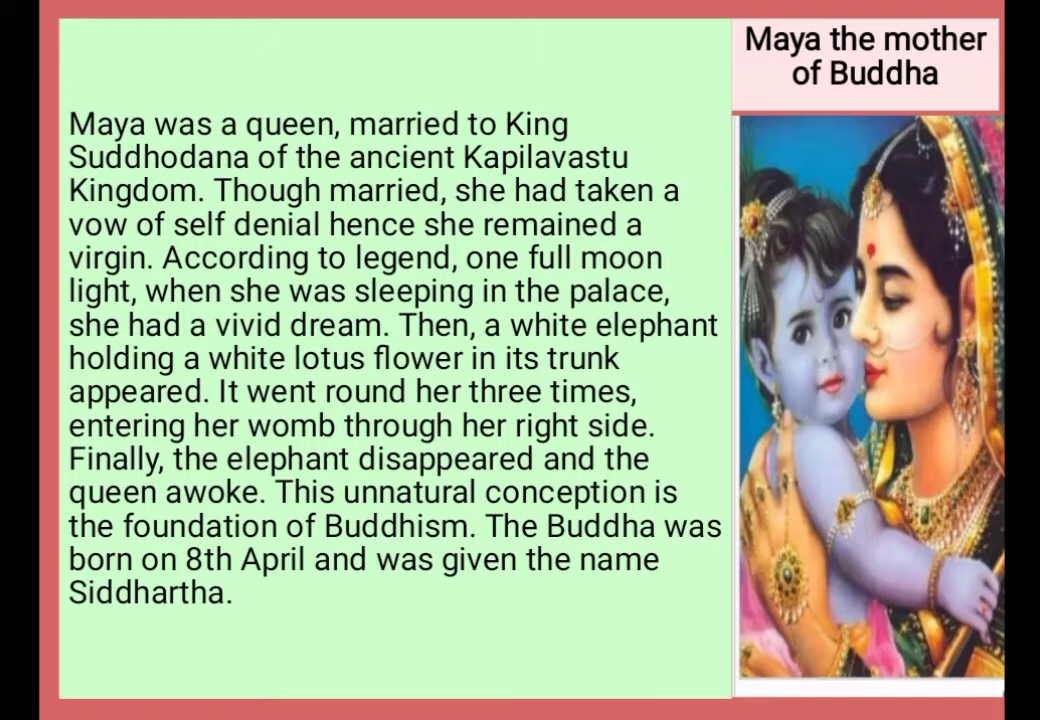 Maya the mother
of Buddha
Maya was a queen, married to King
Suddhodana of the ancient Kapilavastu
Kingdom. Though married, she had taken a
vow of self denial hence she remained a
virgin. According to legend, one full moon
light, when she was sleeping in the palace,
she had a vivid dream. Then, a white elephant
holding a white lotus flower in its trunk
appeared. It went round her three times,
entering her womb through her right side.
Finally, the elephant disappeared and the
queen awoke. This unnatural conception is
the foundation of Buddhism. The Buddha was
born on 8th April and was given the name
Siddhartha.